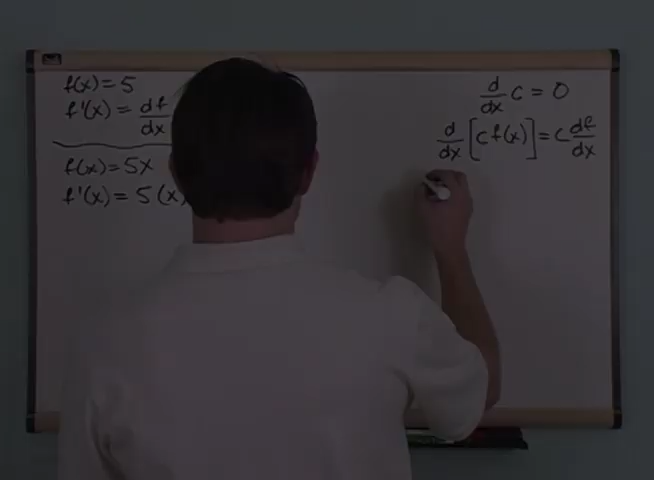 f(x) = 5
f'(x) = df/dx
f(x) = 5x
f'(x) = 5(x)
d/dx c = 0
d/dx [c f(x)] = c df/dx